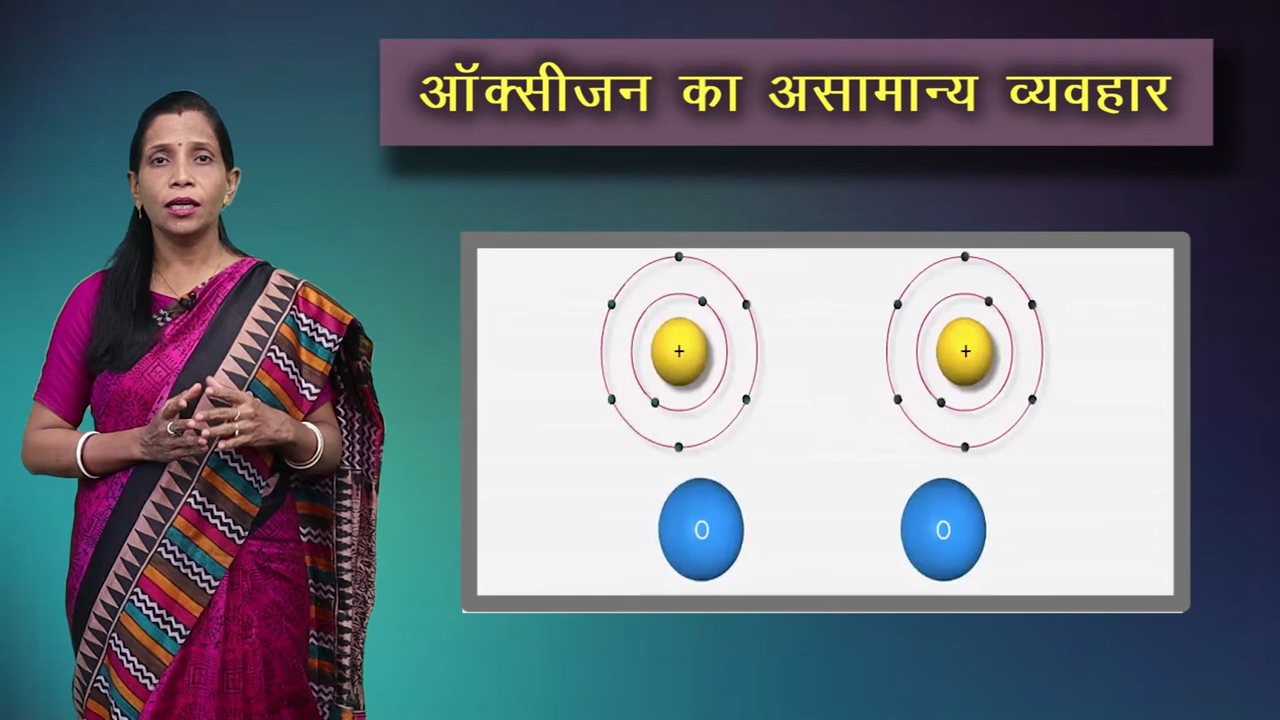 ऑक्सीजन का असामान्य व्यवहार
+ +
O O